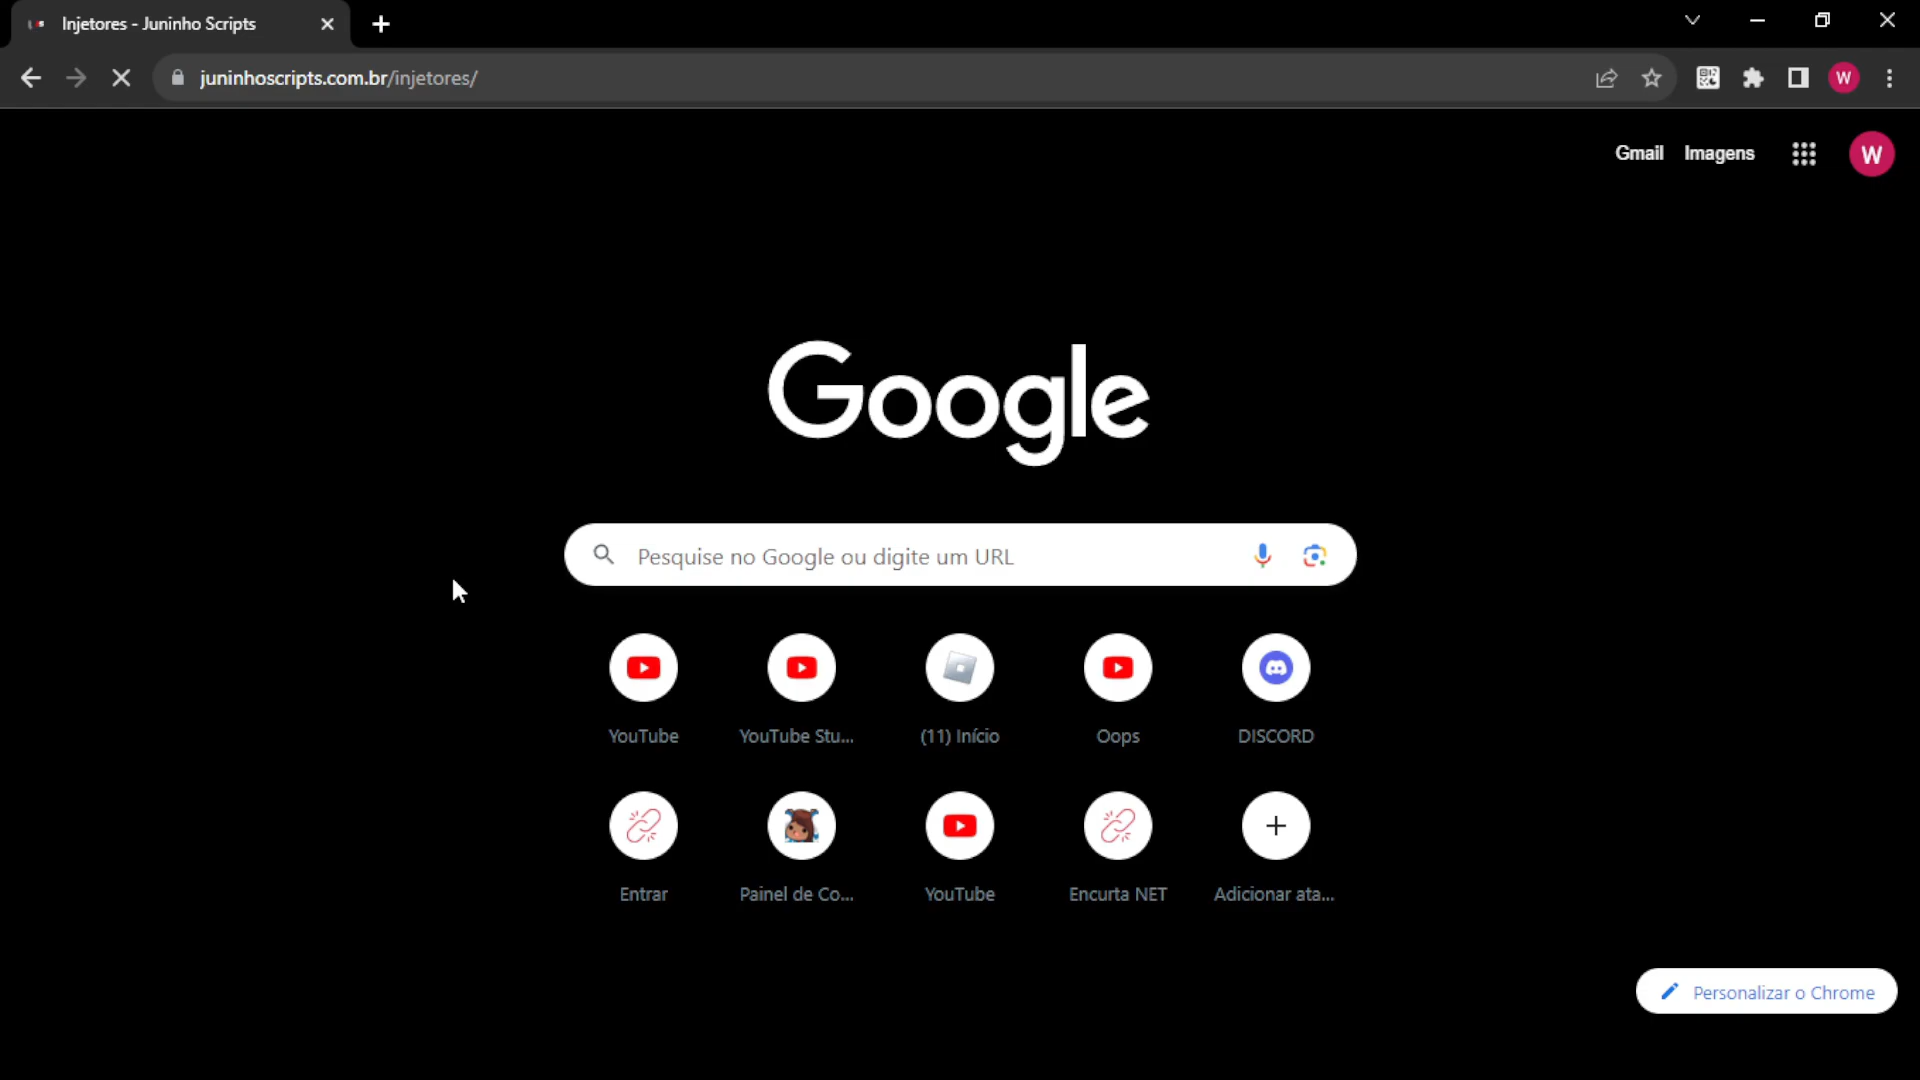 Injetores - Juninho Scripts
juninhoscripts.com.br/injetores/
W
Gmail Imagens
W
Google
Pesquise no Google ou digite um URL
YouTube
YouTube Stu...
(11) Início
Oops
DISCORD
Entrar
Painel de Co...
YouTube
Encurta NET
Adicionar ata...
Personalizar o Chrome